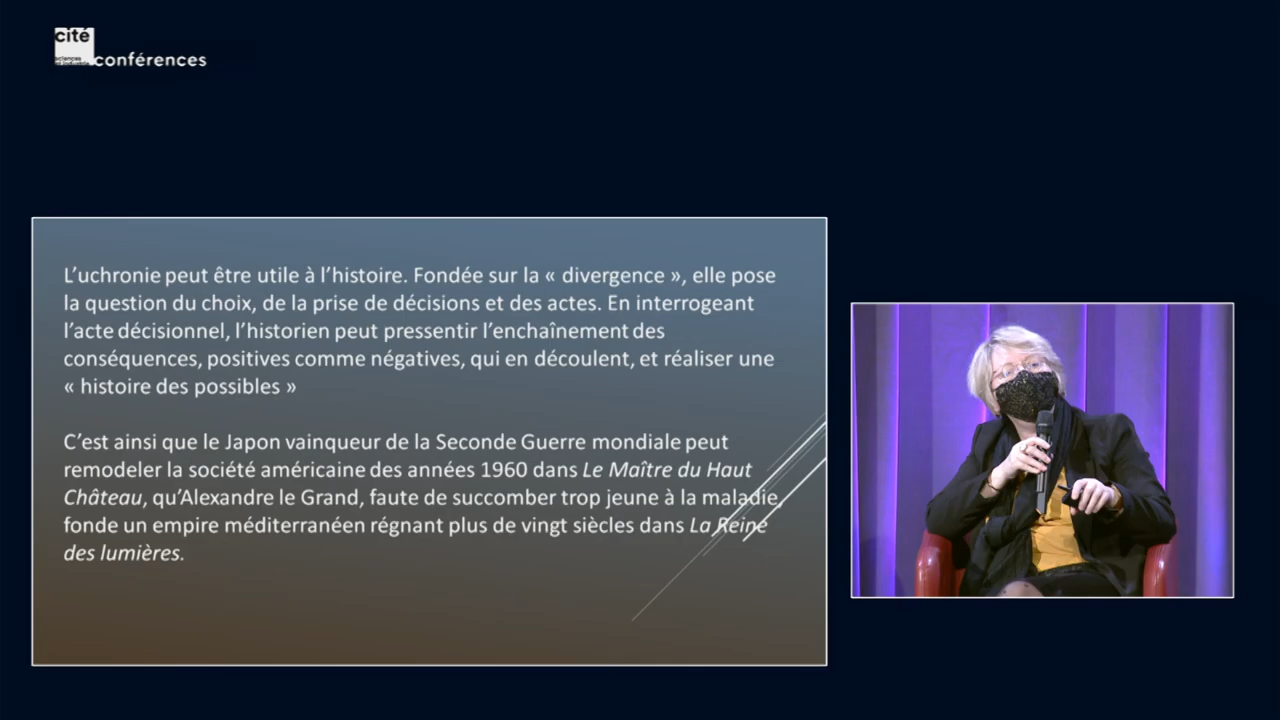 cité
sciences
et industrie
conférences
L’uchronie peut être utile à l’histoire. Fondée sur la « divergence », elle pose
la question du choix, de la prise de décisions et des actes. En interrogeant
l’acte décisionnel, l’historien peut pressentir l’enchaînement des
conséquences, positives comme négatives, qui en découlent, et réaliser une
« histoire des possibles »
C’est ainsi que le Japon vainqueur de la Seconde Guerre mondiale peut
remodeler la société américaine des années 1960 dans Le Maître du Haut
Château, qu’Alexandre le Grand, faute de succomber trop jeune à la maladie,
fonde un empire méditerranéen régnant plus de vingt siècles dans La Reine
des lumières.